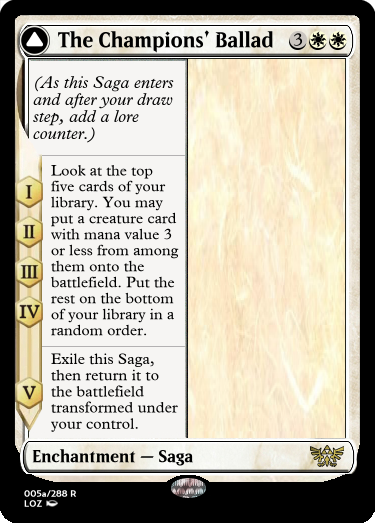 The Champions' Ballad 3
(As this Saga enters
and after your draw
step, add a lore
counter.)
I
II
III
IV
Look at the top
five cards of your
library. You may
put a creature card
with mana value 3
or less from among
them onto the
battlefield. Put the
rest on the bottom
of your library in a
random order.
V
Exile this Saga,
then return it to
the battlefield
transformed under
your control.
Enchantment — Saga
005a/288 R
LOZ